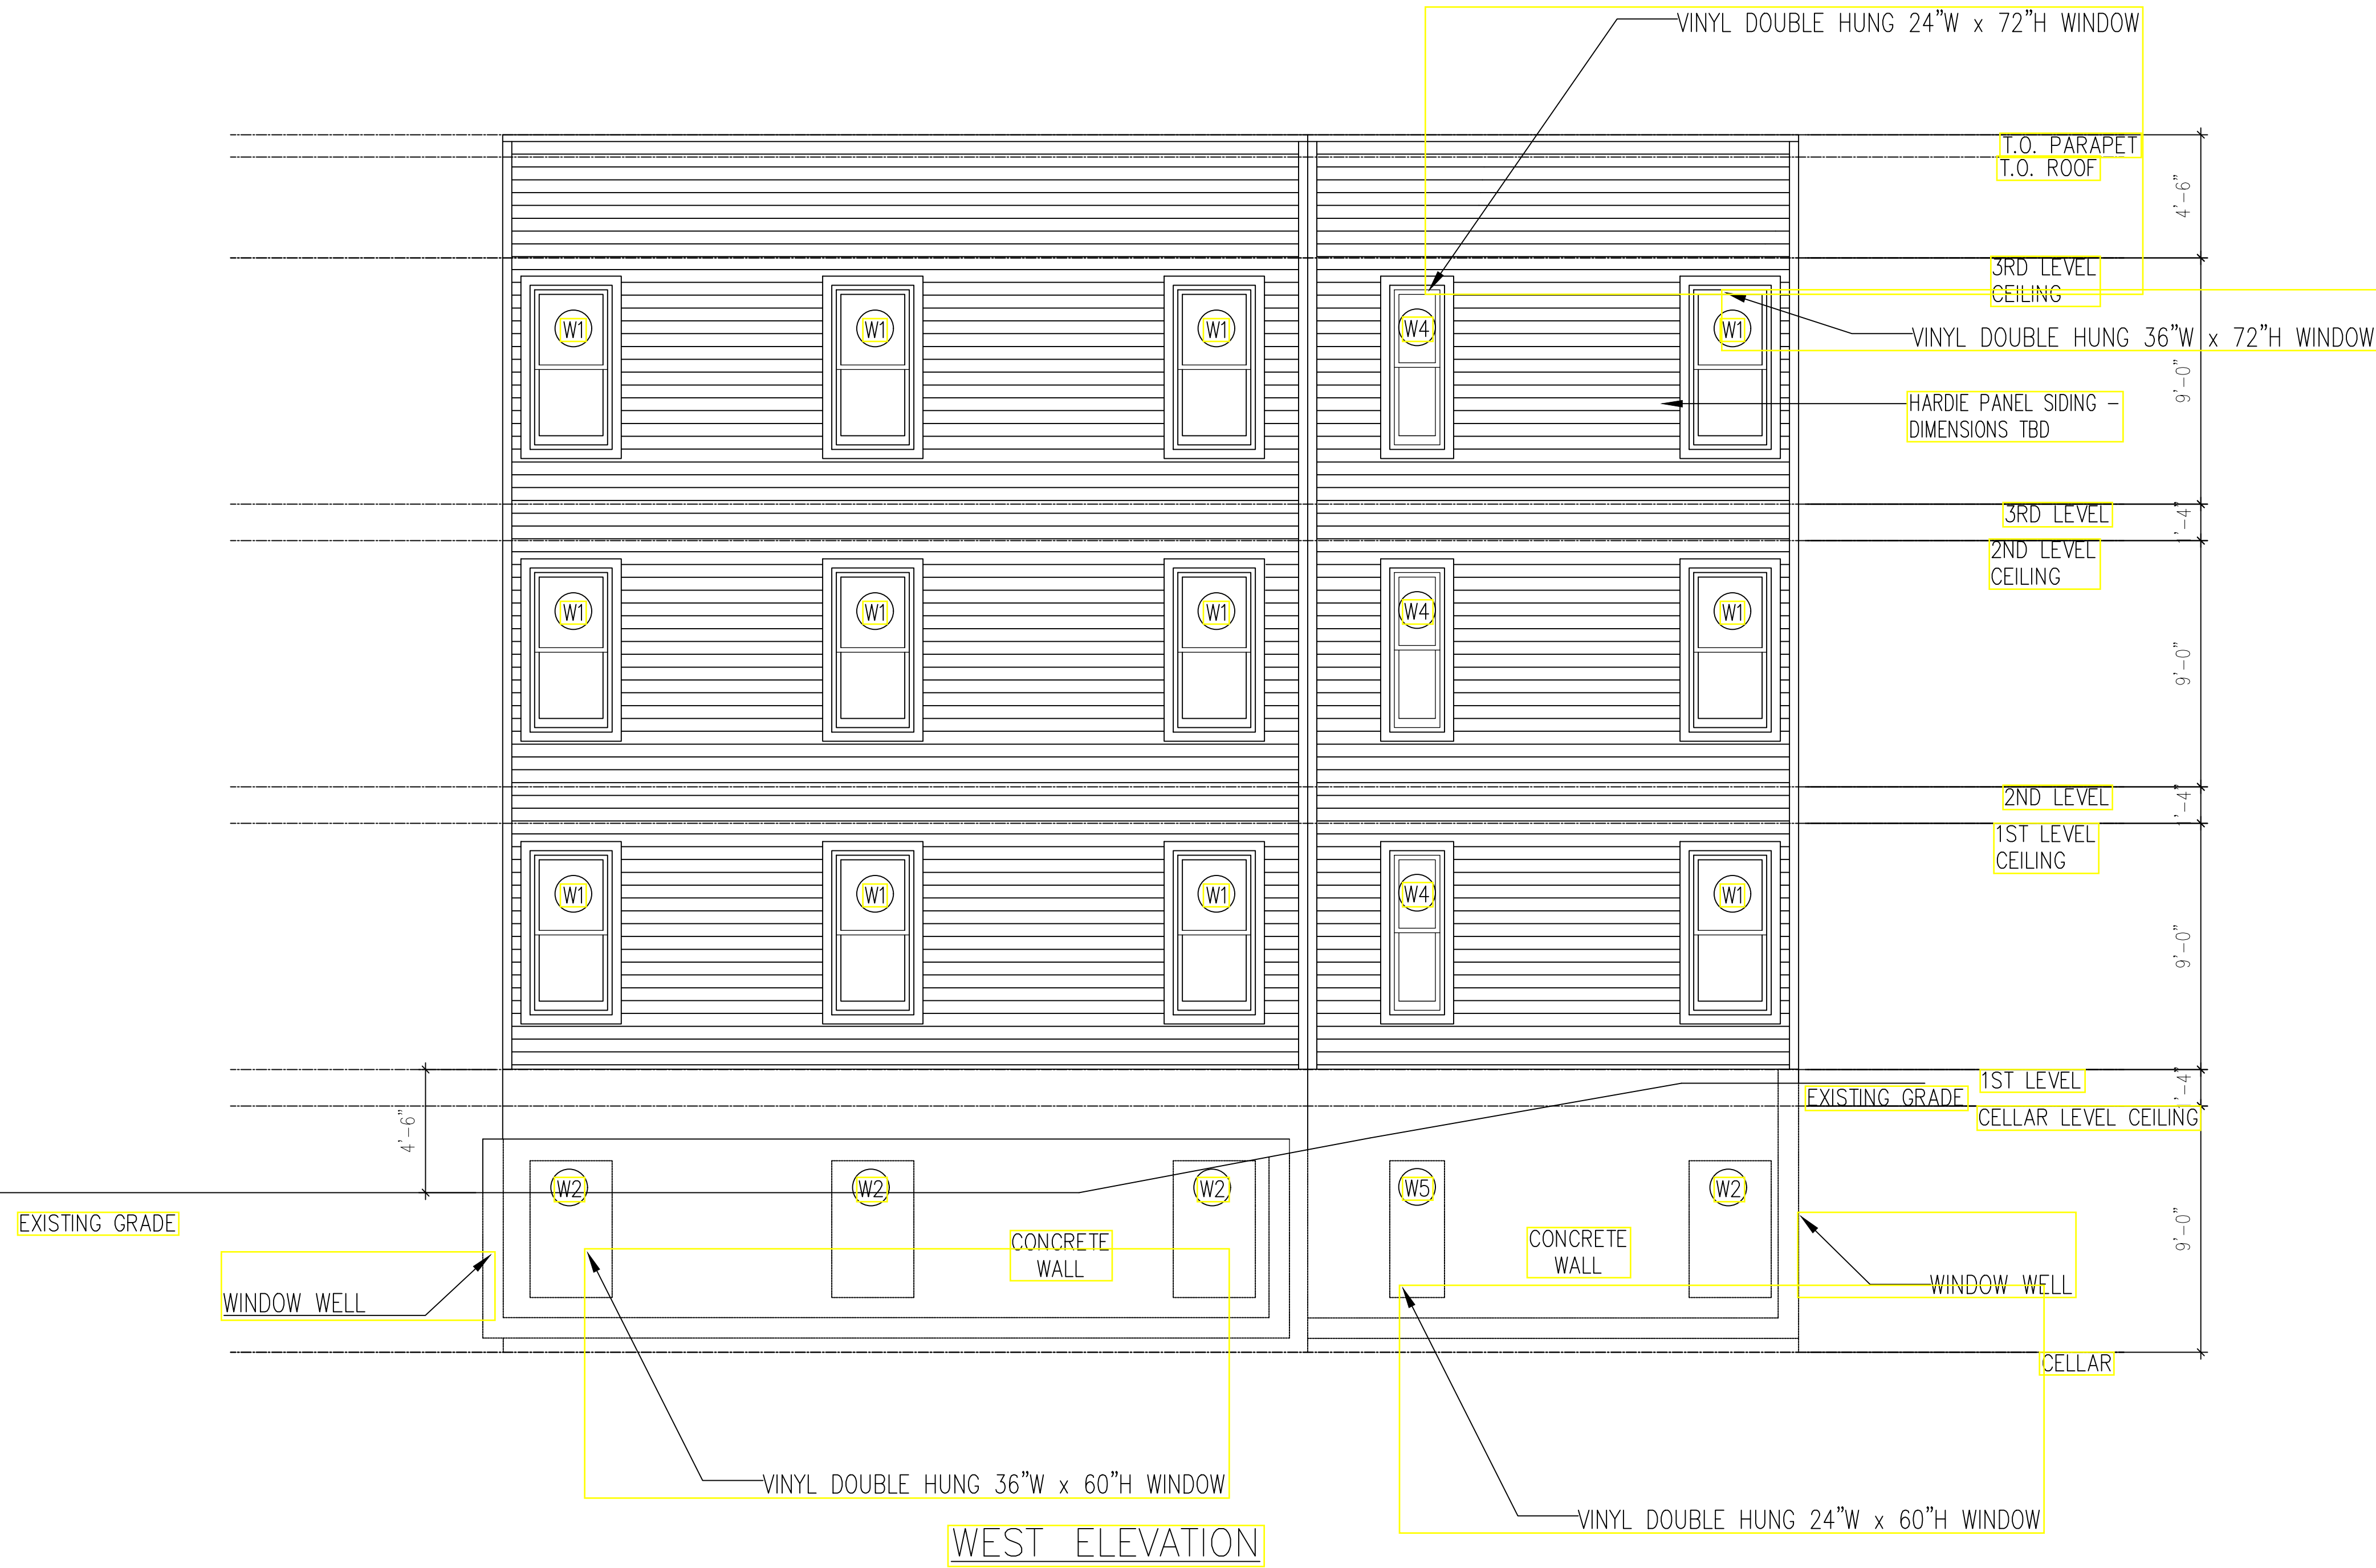 VINYL DOUBLE HUNG 24"W x 72"H WINDOW
T.O. PARAPET
T.O. ROOF
4'-6"
3RD LEVEL
CEILING
W1 W1 W1 W4 W1
VINYL DOUBLE HUNG 36"W x 72"H WINDOW
9'-0"
HARDIE PANEL SIDING -
DIMENSIONS TBD
3RD LEVEL
1'-4"
2ND LEVEL
CEILING
W1 W1 W1 W4 W1
9'-0"
2ND LEVEL
1'-4"
1ST LEVEL
CEILING
W1 W1 W1 W4 W1
9'-0"
1ST LEVEL
1'-4"
EXISTING GRADE
CELLAR LEVEL CEILING
4'-6"
W2 W2 W2 W5 W2
EXISTING GRADE
CONCRETE
WALL
CONCRETE
WALL
9'-0"
WINDOW WELL
WINDOW WELL
CELLAR
VINYL DOUBLE HUNG 36"W x 60"H WINDOW
VINYL DOUBLE HUNG 24"W x 60"H WINDOW
WEST ELEVATION